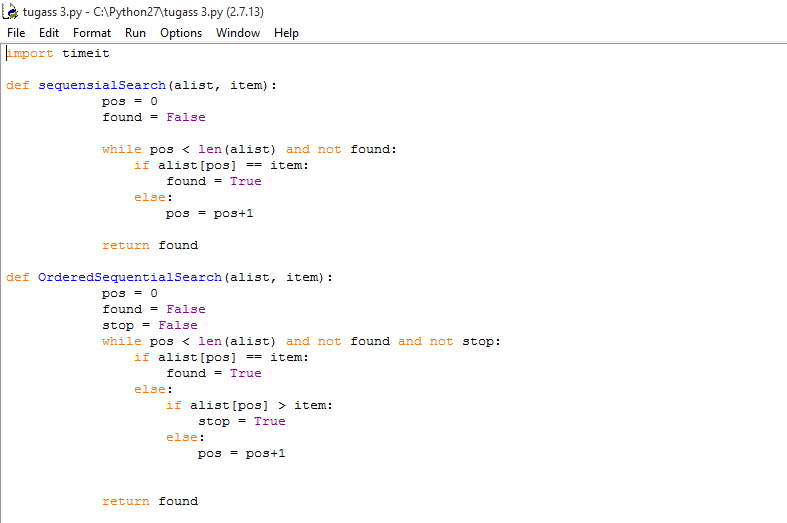 tugass 3.py - C:\Python27\tugass 3.py (2.7.13)
File Edit Format Run Options Window Help
import timeit
def sequensialSearch(alist, item):
pos = 0
found = False
while pos < len(alist) and not found:
if alist[pos] == item:
found = True
else:
pos = pos+1
return found
def OrderedSequentialSearch(alist, item):
pos = 0
found = False
stop = False
while pos < len(alist) and not found and not stop:
if alist[pos] == item:
found = True
else:
if alist[pos] > item:
stop = True
else:
pos = pos+1
return found